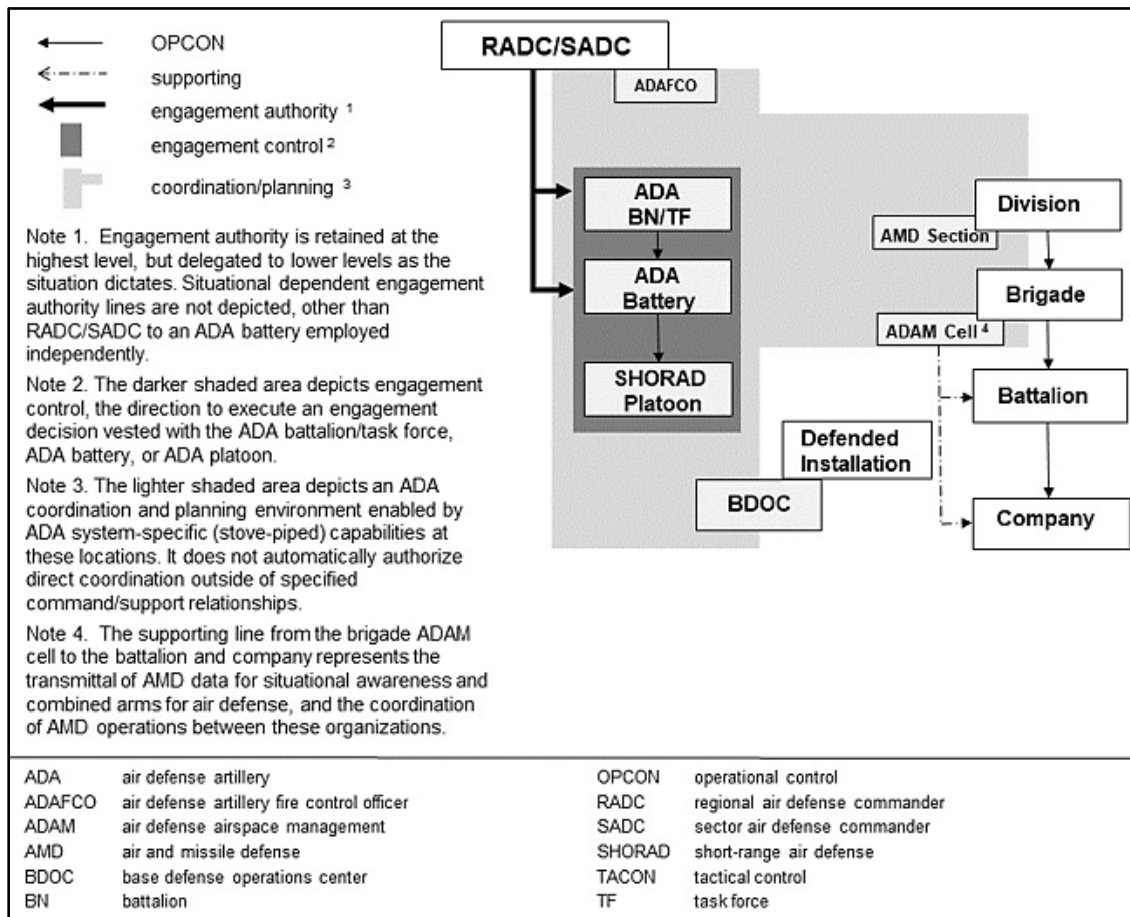 OPCON
supporting
engagement authority 1
engagement control 2
coordination/planning 3
Note 1. Engagement authority is retained at the
highest level, but delegated to lower levels as the
situation dictates. Situational dependent engagement
authority lines are not depicted, other than
RADC/SADC to an ADA battery employed
independently.
Note 2. The darker shaded area depicts engagement
control, the direction to execute an engagement
decision vested with the ADA battalion/task force,
ADA battery, or ADA platoon.
Note 3. The lighter shaded area depicts an ADA
coordination and planning environment enabled by
ADA system-specific (stove-piped) capabilities at
these locations. It does not automatically authorize
direct coordination outside of specified
command/support relationships.
Note 4. The supporting line from the brigade ADAM
cell to the battalion and company represents the
transmittal of AMD data for situational awareness and
combined arms for air defense, and the coordination
of AMD operations between these organizations.
RADC/SADC
ADAFCO
ADA
BN/TF
ADA
Battery
SHORAD
Platoon
Division
AMD Section
Brigade
ADAM Cell 4
Battalion
Defended
Installation
BDOC
Company
ADA air defense artillery
ADAFCO air defense artillery fire control officer
ADAM air defense airspace management
AMD air and missile defense
BDOC base defense operations center
BN battalion
OPCON operational control
RADC regional air defense commander
SADC sector air defense commander
SHORAD short-range air defense
TACON tactical control
TF task force